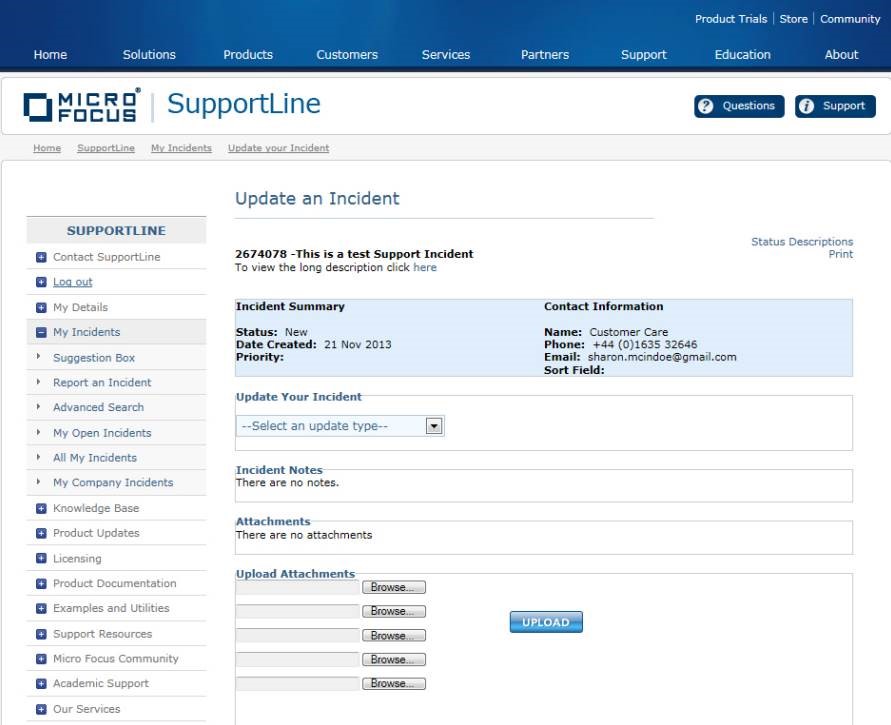 Product Trials | Store | Community
Home Solutions Products Customers Services Partners Support Education About
MICRO FOCUS® | SupportLine
? Questions i Support
Home SupportLine My Incidents Update your Incident
Update an Incident
SUPPORTLINE
Contact SupportLine
Log out
My Details
My Incidents
Suggestion Box
Report an Incident
Advanced Search
My Open Incidents
All My Incidents
My Company Incidents
Knowledge Base
Product Updates
Licensing
Product Documentation
Examples and Utilities
Support Resources
Micro Focus Community
Academic Support
Our Services
Status Descriptions
Print
2674078 -This is a test Support Incident
To view the long description click here
Incident Summary
Status: New
Date Created: 21 Nov 2013
Priority:
Contact Information
Name: Customer Care
Phone: +44 (0)1635 32646
Email: sharon.mcindoe@gmail.com
Sort Field:
Update Your Incident
--Select an update type--
Incident Notes
There are no notes.
Attachments
There are no attachments
Upload Attachments
Browse...
Browse...
Browse...
Browse...
Browse...
UPLOAD